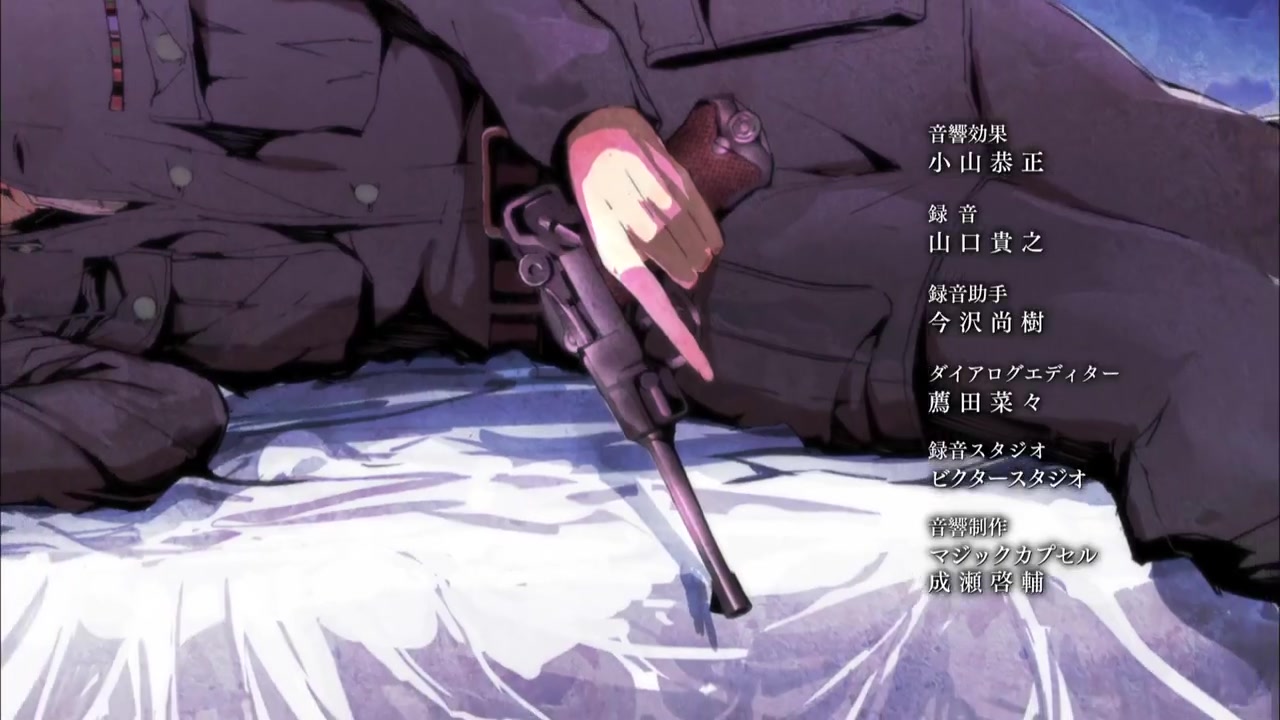 音響効果
小山恭正
録音
山口貴之
録音助手
今沢尚樹
ダイアログエディター
薦田菜々
録音スタジオ
ビクタースタジオ
音響制作
マジックカプセル
成瀬啓輔